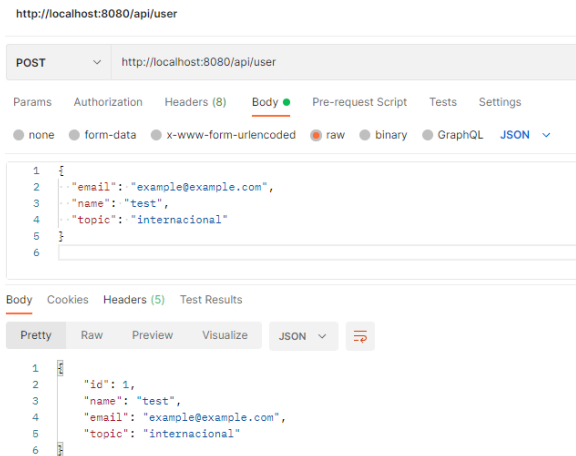 http://localhost:8080/api/user
POST http://localhost:8080/api/user
Params Authorization Headers (8) Body Pre-request Script Tests Settings
none form-data x-www-form-urlencoded raw binary GraphQL JSON
1 {
2 "email": "example@example.com",
3 "name": "test",
4 "topic": "internacional"
5 }
6
Body Cookies Headers (5) Test Results
Pretty Raw Preview Visualize JSON
1 {
2 "id": 1,
3 "name": "test",
4 "email": "example@example.com",
5 "topic": "internacional"
6 }